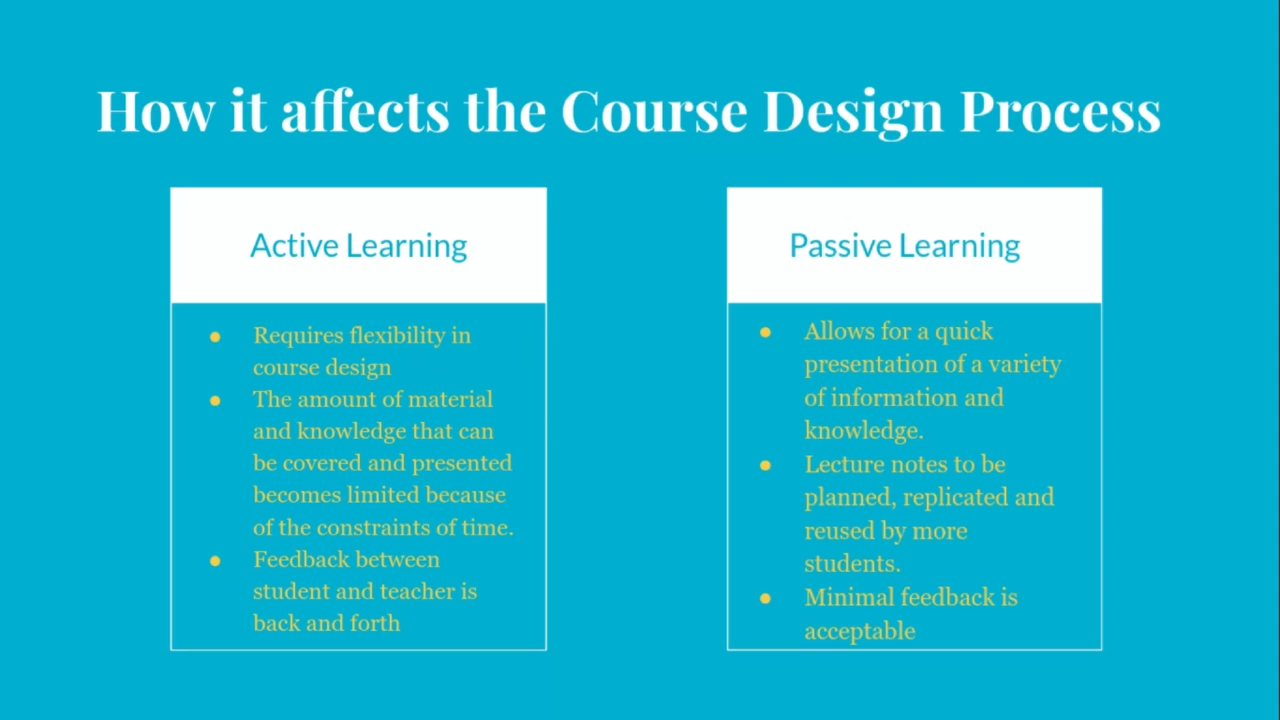 How it affects the Course Design Process
Active Learning
● Requires flexibility in
course design
● The amount of material
and knowledge that can
be covered and presented
becomes limited because
of the constraints of time.
● Feedback between
student and teacher is
back and forth
Passive Learning
● Allows for a quick
presentation of a variety
of information and
knowledge.
● Lecture notes to be
planned, replicated and
reused by more
students.
● Minimal feedback is
acceptable